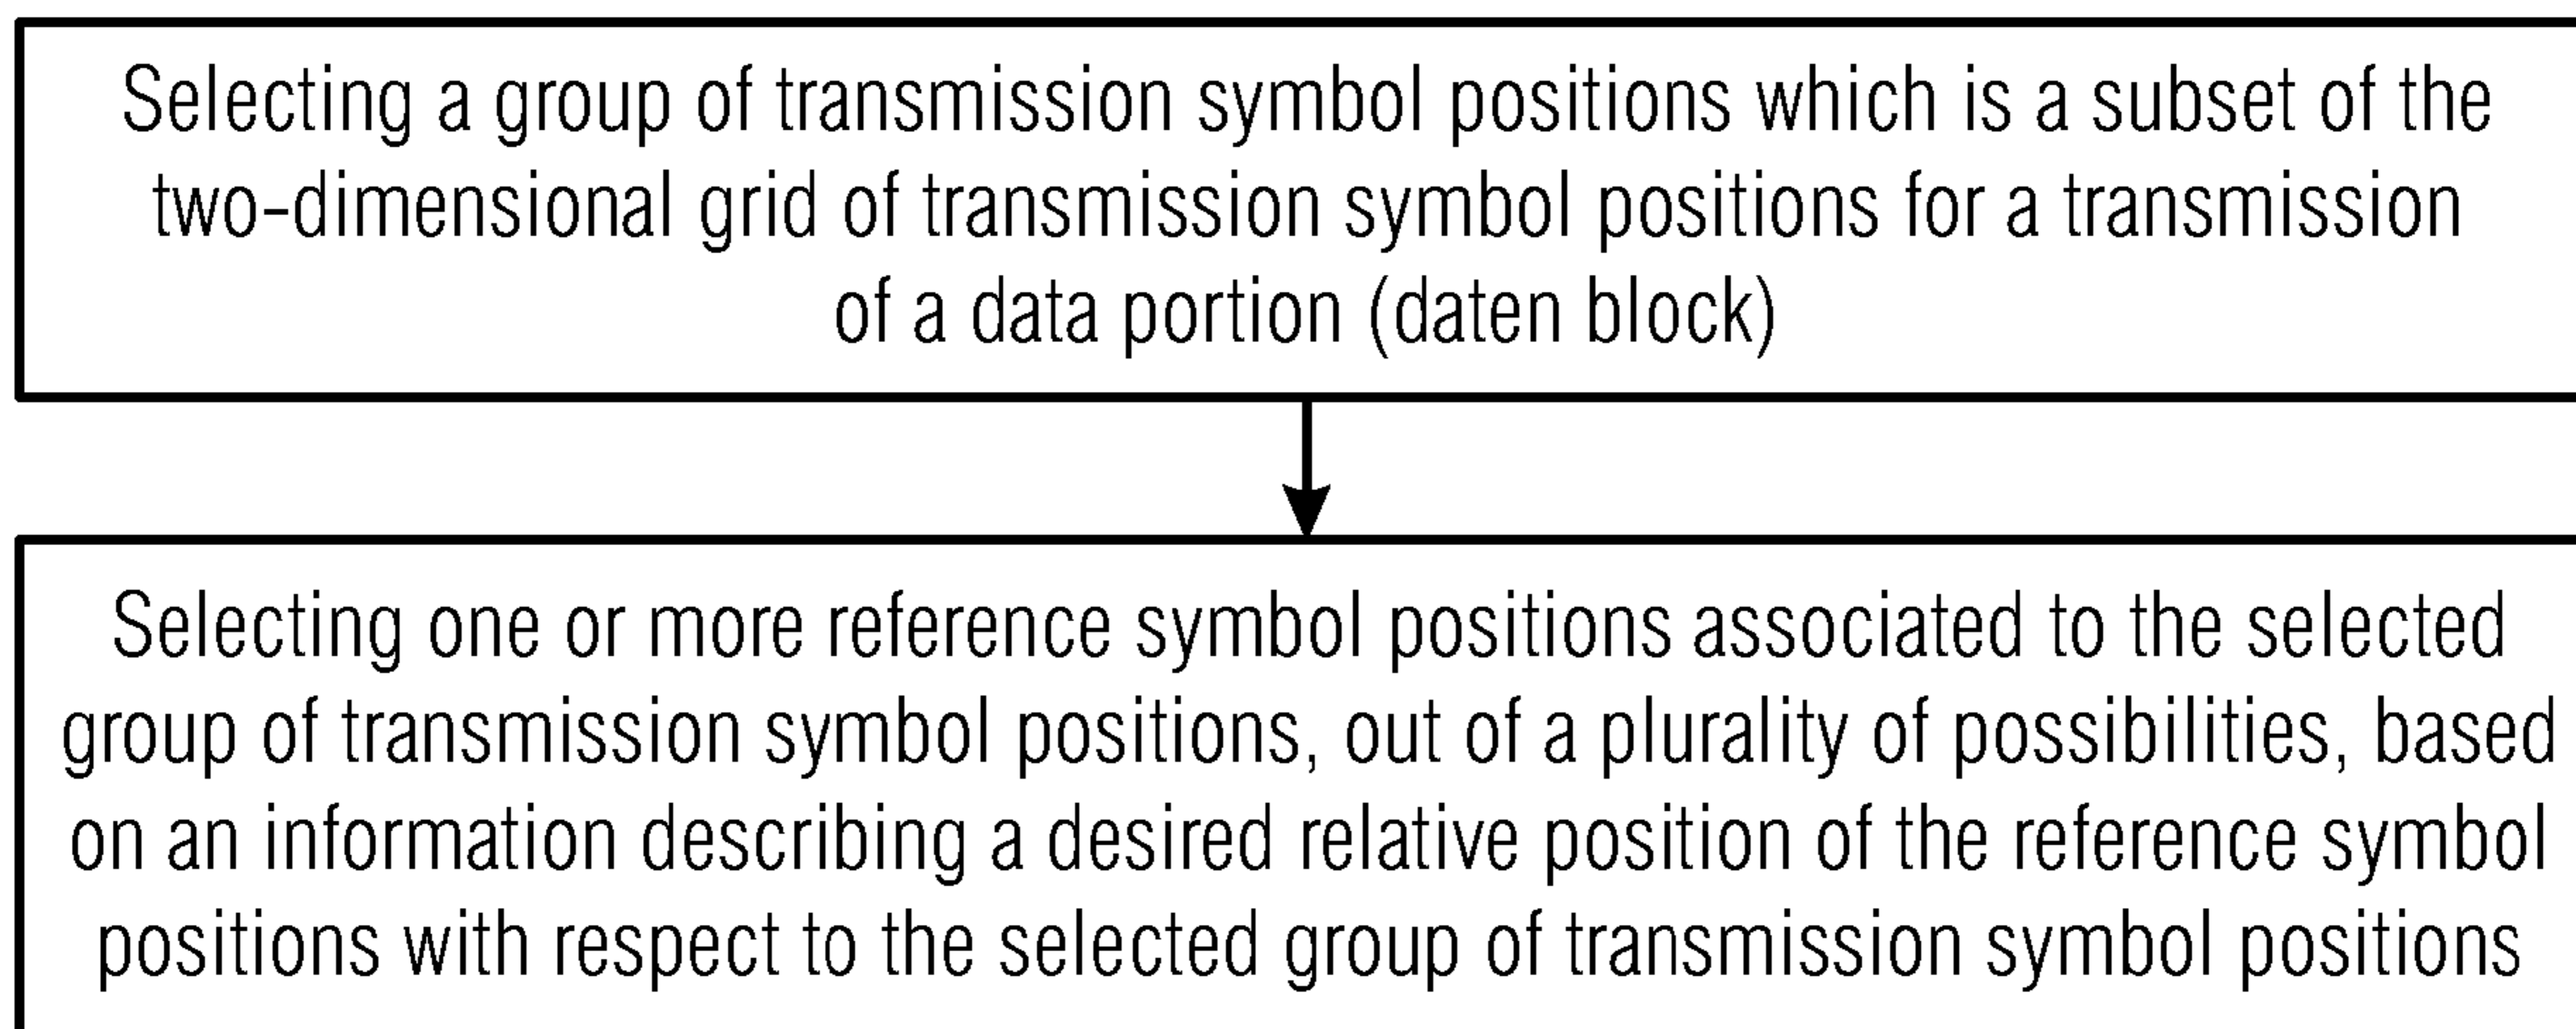 Selecting a group of transmission symbol positions which is a subset of the
two-dimensional grid of transmission symbol positions for a transmission
of a data portion (daten block)
Selecting one or more reference symbol positions associated to the selected
group of transmission symbol positions, out of a plurality of possibilities, based
on an information describing a desired relative position of the reference symbol
positions with respect to the selected group of transmission symbol positions